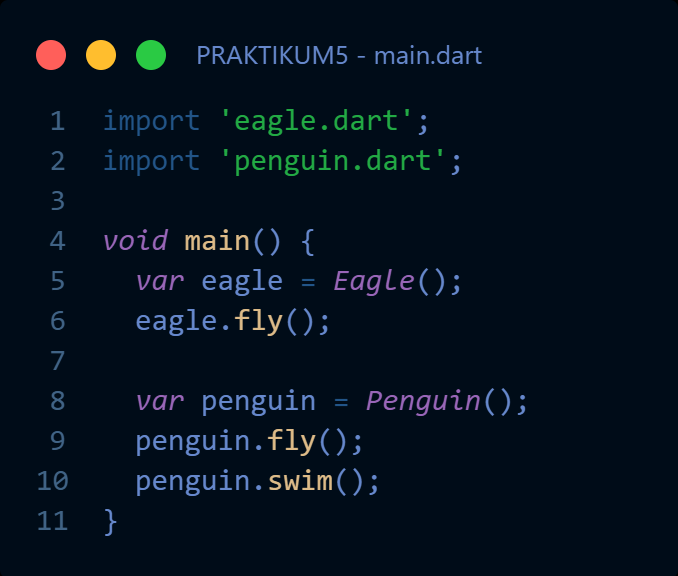 PRAKTIKUM5 - main.dart
1 import 'eagle.dart';
2 import 'penguin.dart';
3
4 void main() {
5   var eagle = Eagle();
6   eagle.fly();
7
8   var penguin = Penguin();
9   penguin.fly();
10   penguin.swim();
11 }